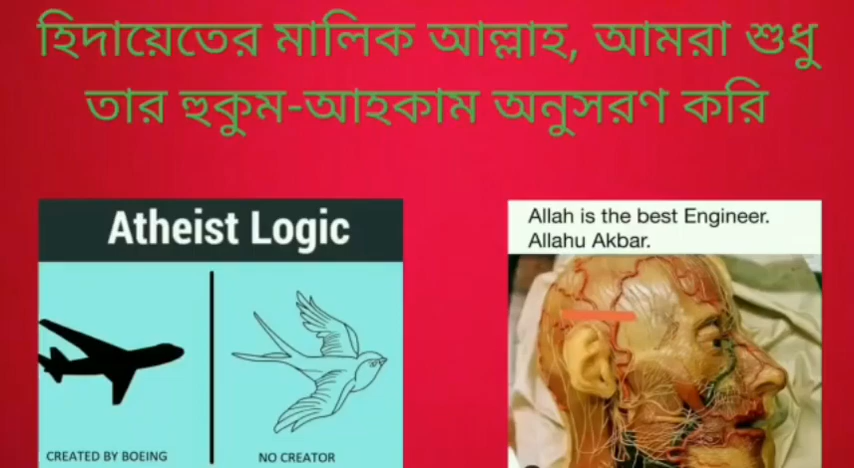 হিদায়েতের মালিক আল্লাহ, আমরা শুধু
তার হুকুম-আহকাম অনুসরণ করি
Atheist Logic
CREATED BY BOEING
NO CREATOR
Allah is the best Engineer.
Allahu Akbar.